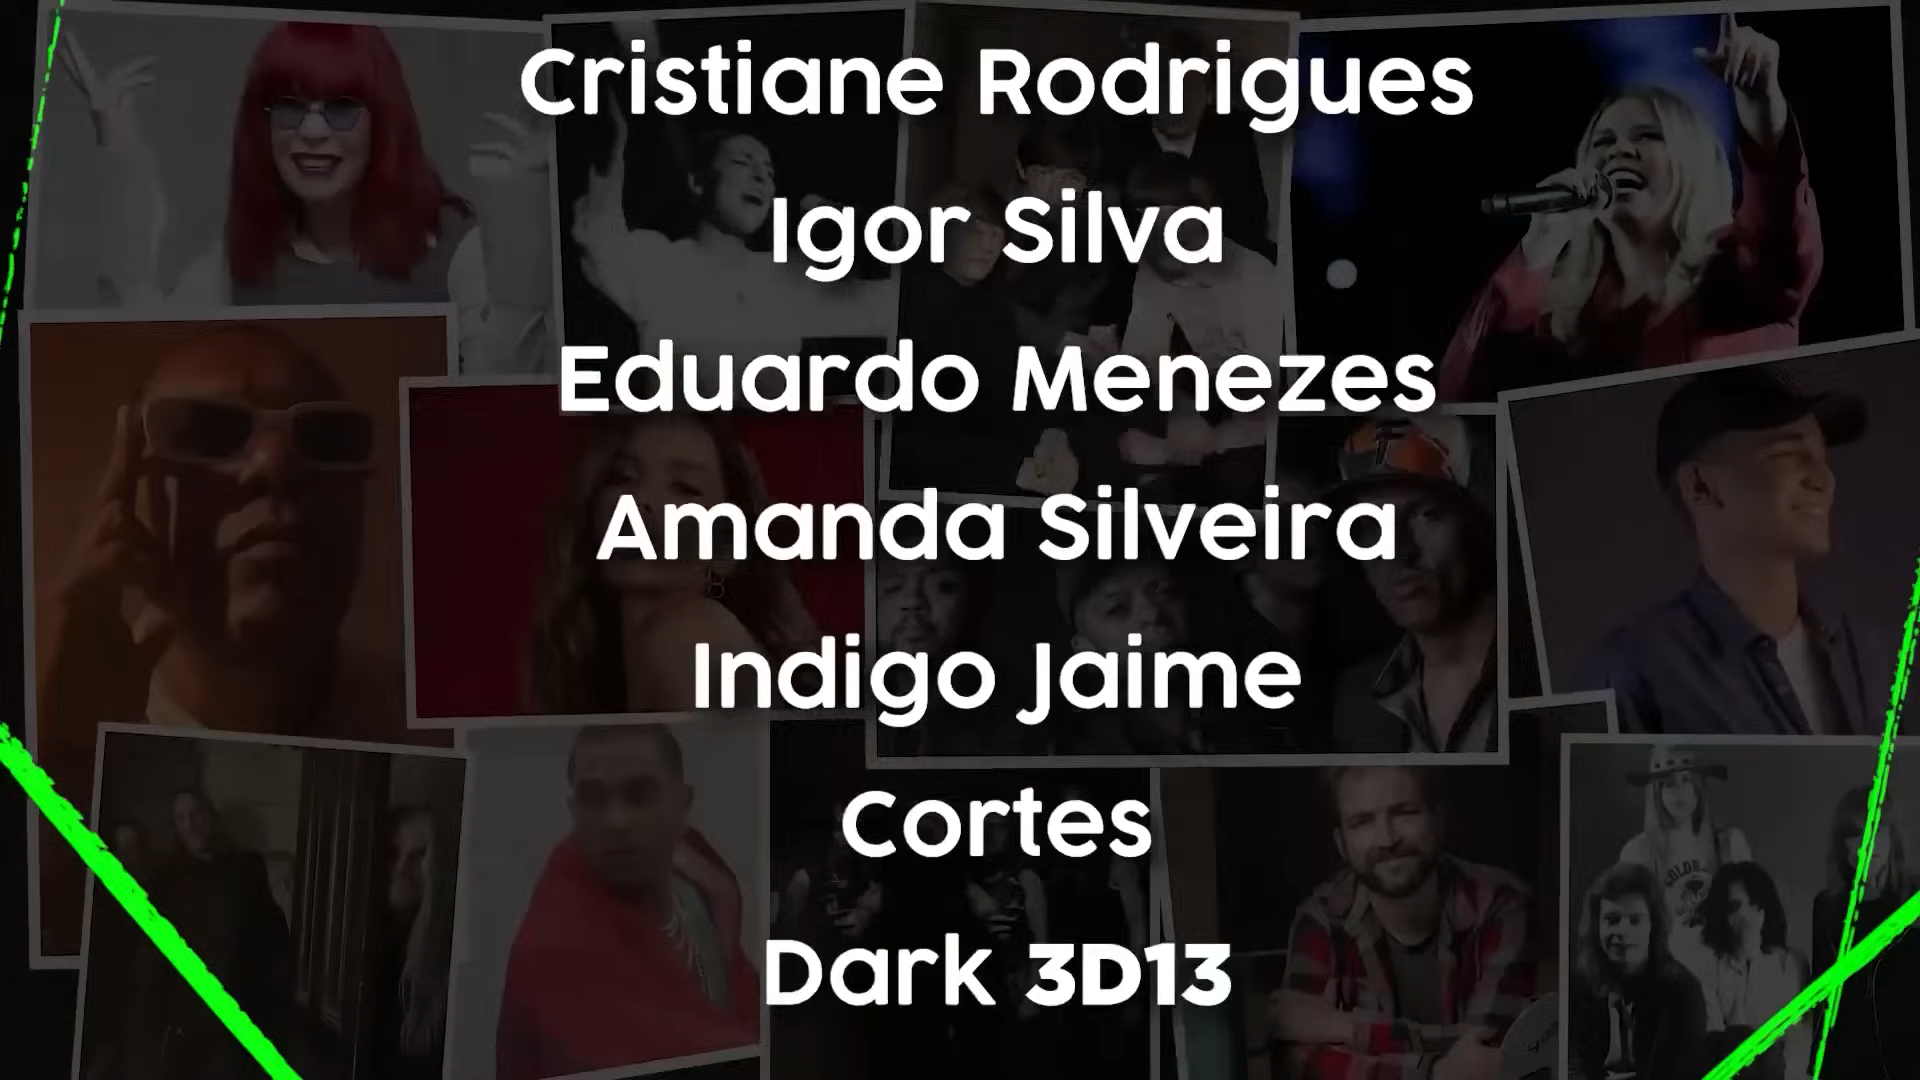 Cristiane Rodrigues
Igor Silva
Eduardo Menezes
Amanda Silveira
Indigo Jaime
Cortes
Dark 3D13